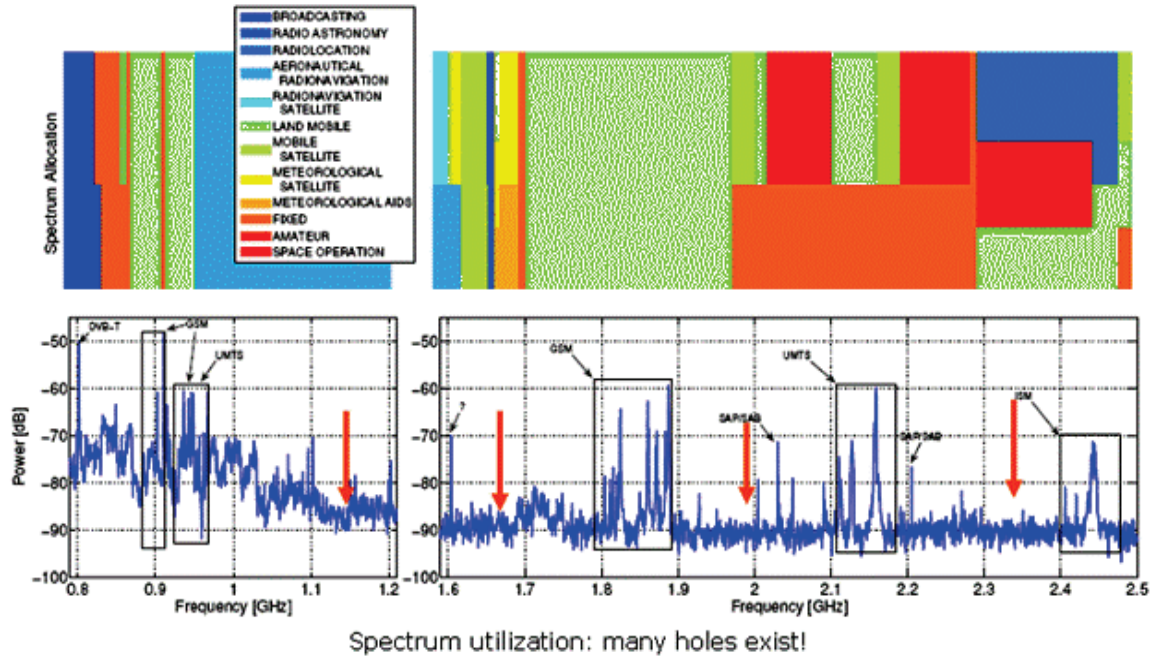 BROADCASTING
RADIO ASTRONOMY
RADIOLOCATION
AERONAUTICAL
RADIONAVIGATION
RADIONAVIGATION
SATELLITE
LAND MOBILE
MOBILE
SATELLITE
METEOROLOGICAL
SATELLITE
METEOROLOGICAL AIDS
FIXED
AMATEUR
SPACE OPERATION
Spectrum Allocation
Power [dB]
-50
-60
-70
-80
-90
-100
DVB-T
GSM
UMTS
0.8 0.9 1 1.1 1.2
Frequency [GHz]
-50
-60
-70
-80
-90
-100
?
GSM
SAP/SAB
UMTS
SAP/SAB
ISM
1.6 1.7 1.8 1.9 2 2.1 2.2 2.3 2.4 2.5
Frequency [GHz]
Spectrum utilization: many holes exist!